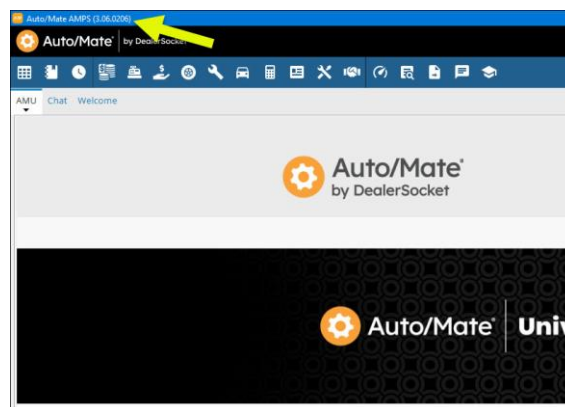 Auto/Mate AMPS (3.06.0206)
Auto/Mate® by DealerSocket
AMU Chat Welcome
Auto/Mate®
by DealerSocket
Auto/Mate® Univ